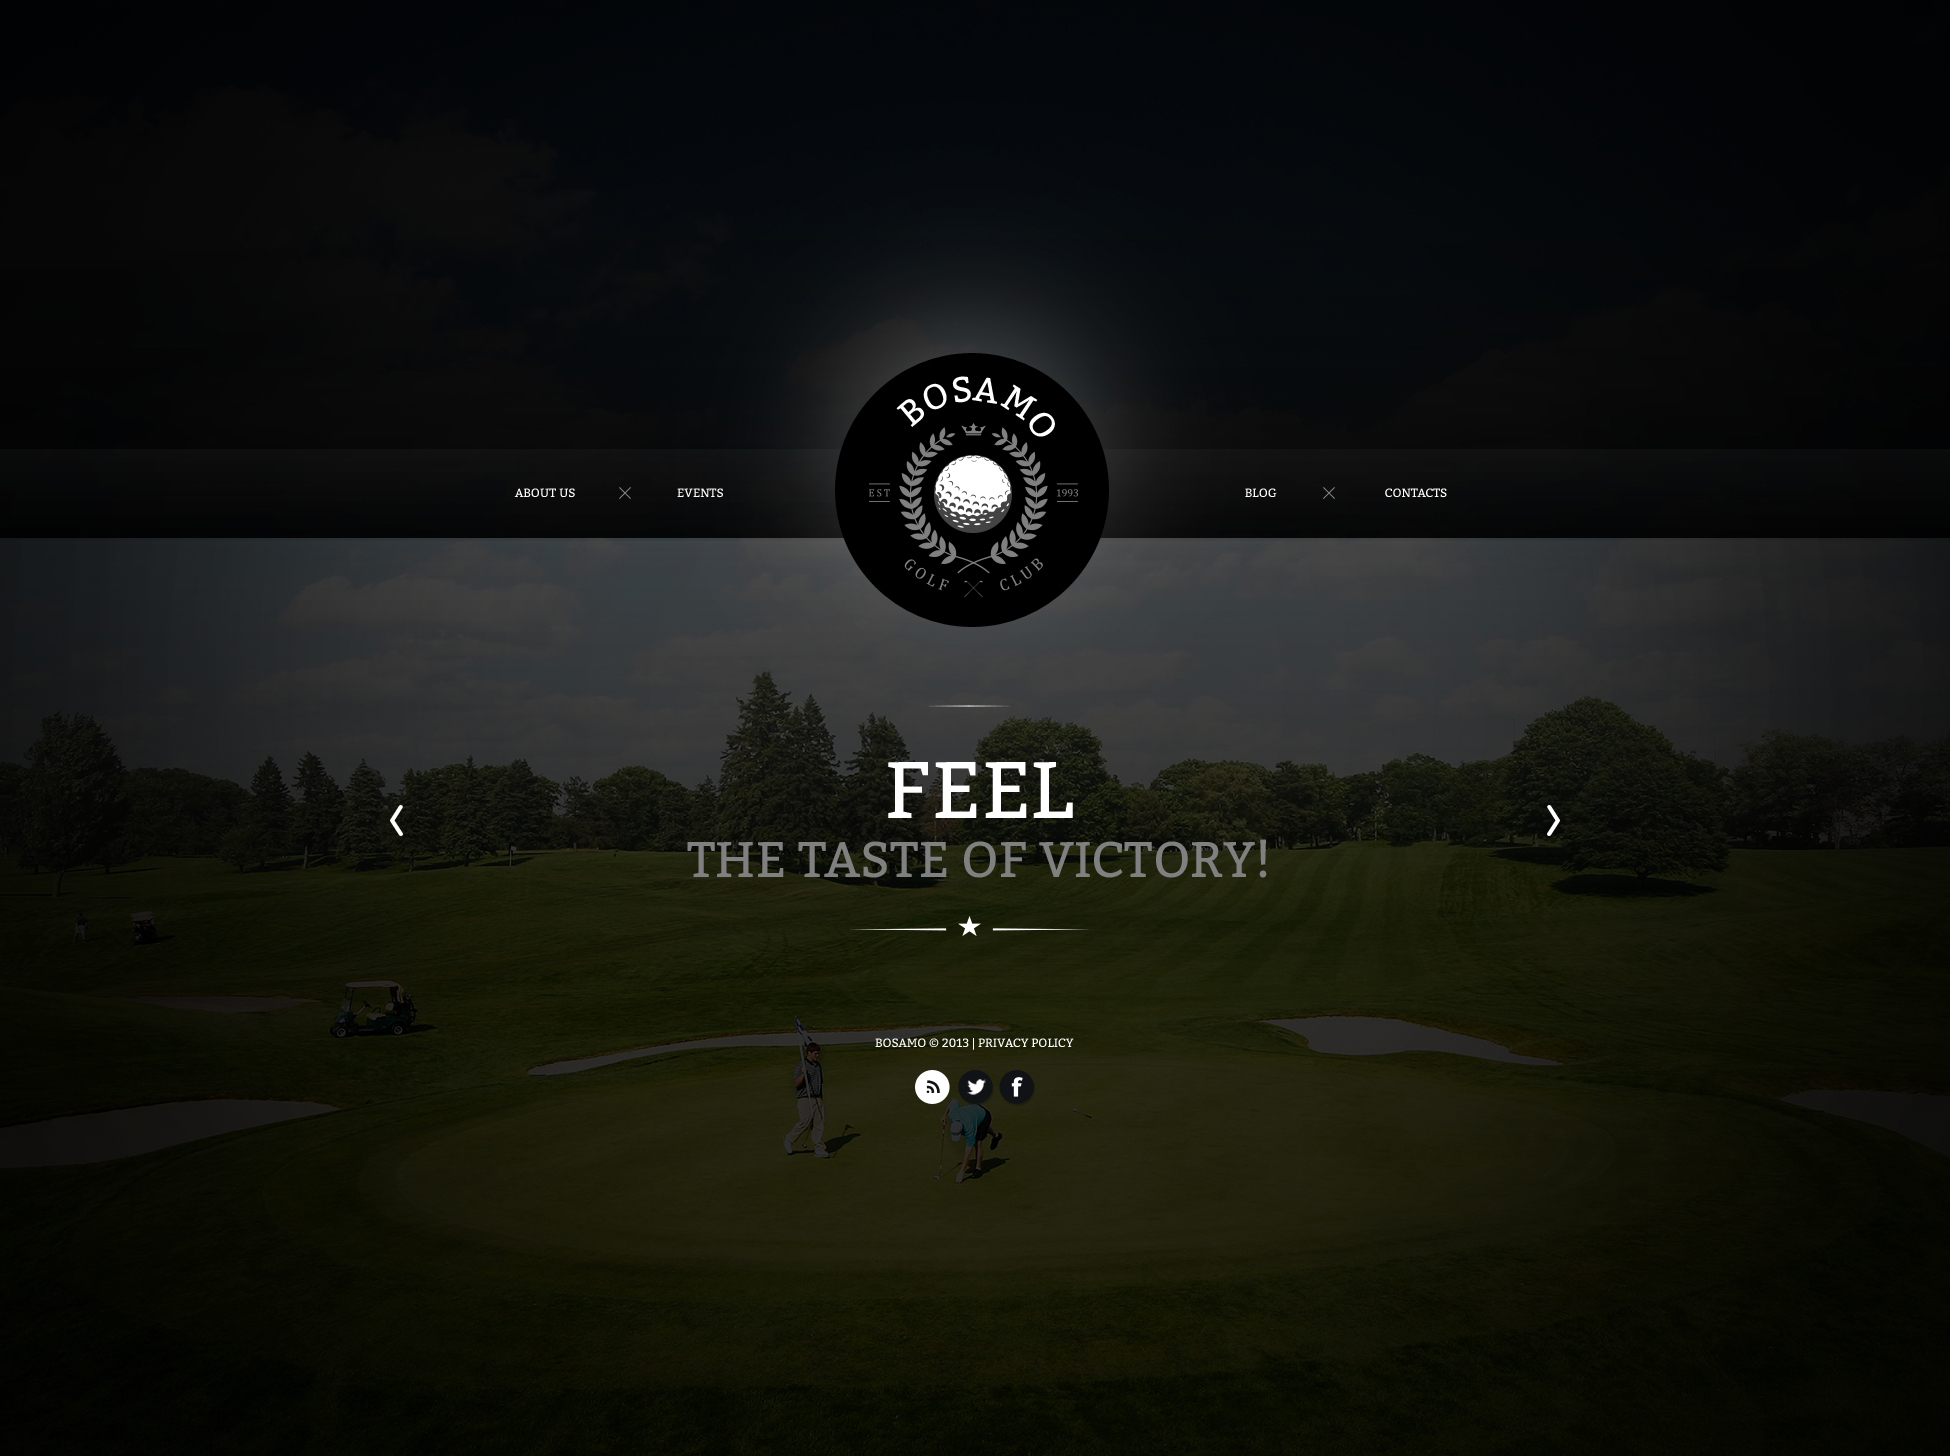 BOSAMO
EST
1993
GOLF CLUB
ABOUT US
EVENTS
BLOG
CONTACTS
FEEL
THE TASTE OF VICTORY!
BOSAMO © 2013 | PRIVACY POLICY